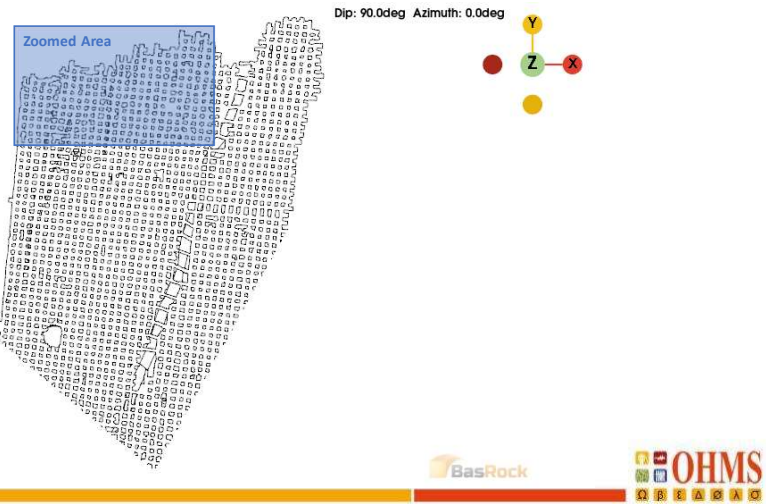 Dip: 90.0deg Azimuth: 0.0deg
Zoomed Area
Y
Z
X
BasRock
OHMS
Ω β ε Δ Ø λ Ơ